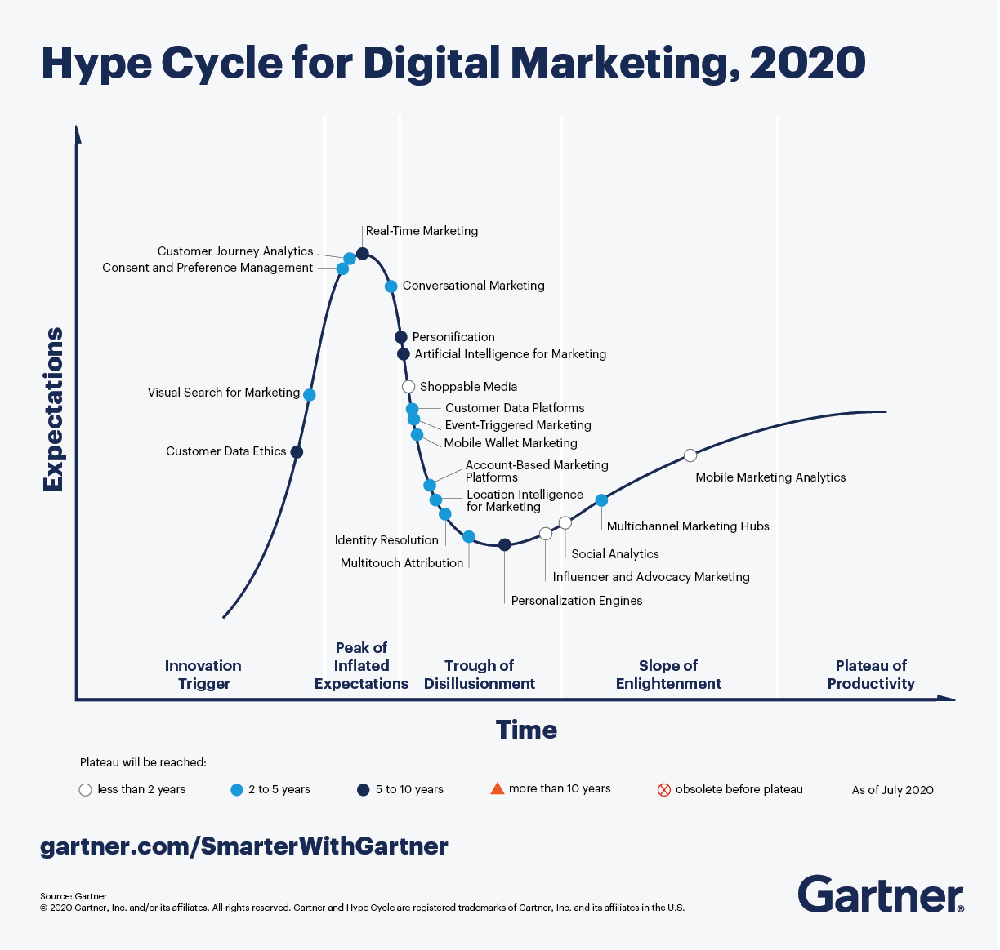 Hype Cycle for Digital Marketing, 2020
Expectations
Real-Time Marketing
Customer Journey Analytics
Consent and Preference Management
Conversational Marketing
Personification
Artificial Intelligence for Marketing
Shoppable Media
Visual Search for Marketing
Customer Data Platforms
Event-Triggered Marketing
Mobile Wallet Marketing
Customer Data Ethics
Account-Based Marketing
Platforms
Location Intelligence
for Marketing
Mobile Marketing Analytics
Multichannel Marketing Hubs
Identity Resolution
Social Analytics
Multitouch Attribution
Influencer and Advocacy Marketing
Personalization Engines
Innovation
Trigger
Peak of
Inflated
Expectations
Trough of
Disillusionment
Slope of
Enlightenment
Plateau of
Productivity
Time
Plateau will be reached:
less than 2 years
2 to 5 years
5 to 10 years
more than 10 years
obsolete before plateau
As of July 2020
gartner.com/SmarterWithGartner
Source: Gartner
© 2020 Gartner, Inc. and/or its affiliates. All rights reserved. Gartner and Hype Cycle are registered trademarks of Gartner, Inc. and its affiliates in the U.S.
Gartner®